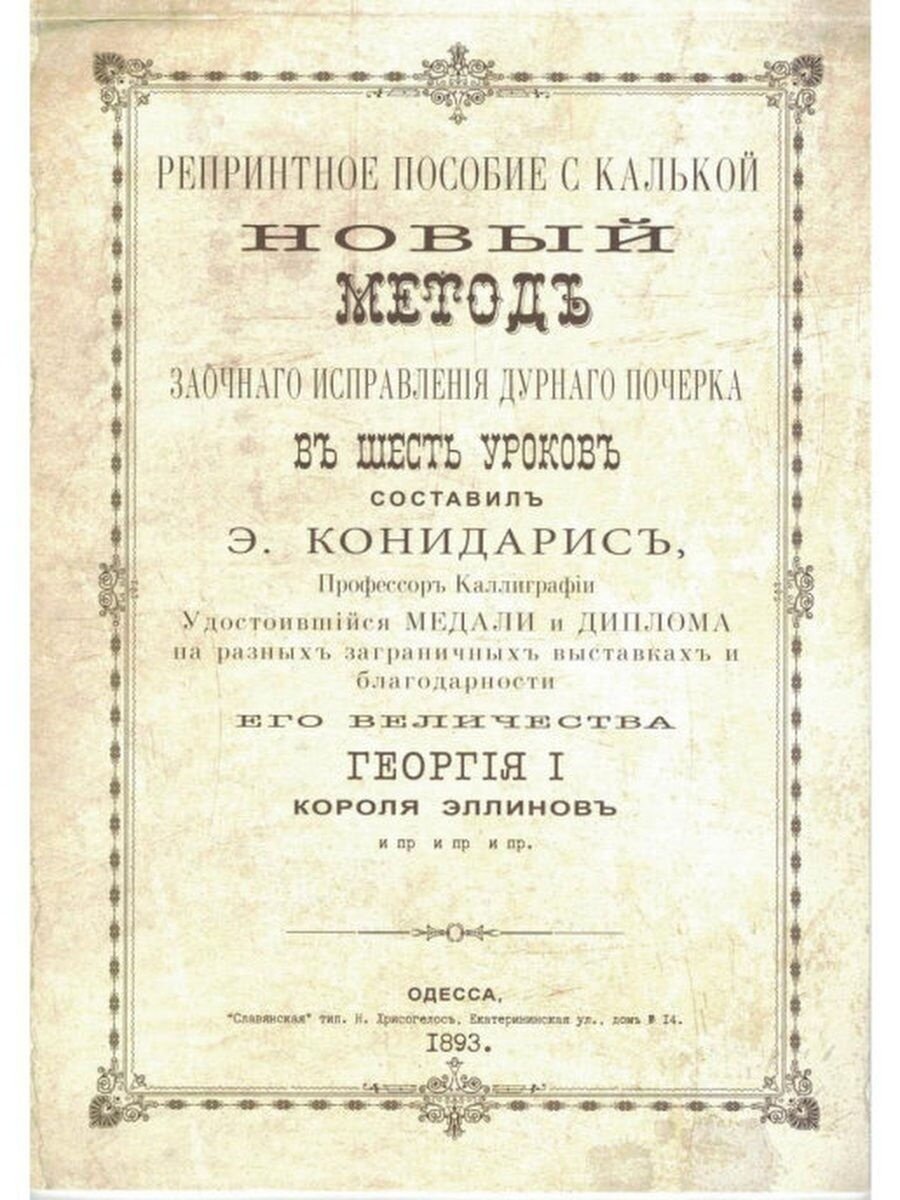 РЕПРИНТНОЕ ПОСОБИЕ С КАЛЬКОЙ
НОВЫЙ
МЕТОДЪ
ЗАОЧНАГО ИСПРАВЛЕНІЯ ДУРНАГО ПОЧЕРКА
ВЪ ШЕСТЬ УРОКОВЪ
СОСТАВИЛЪ
Э. КОНИДАРИСЪ,
Профессоръ Каллиграфіи
Удостоившійся МЕДАЛИ и ДИПЛОМА
на разныхъ заграничныхъ выставкахъ и
благодарности
ЕГО ВЕЛИЧЕСТВА
ГЕОРГІЯ I
КОРОЛЯ ЭЛЛИНОВЪ
и пр и пр и пр.
ОДЕССА,
"Славянская" тип. Н. Хрисогелосъ, Екатерининская ул., домъ № 14.
1893.